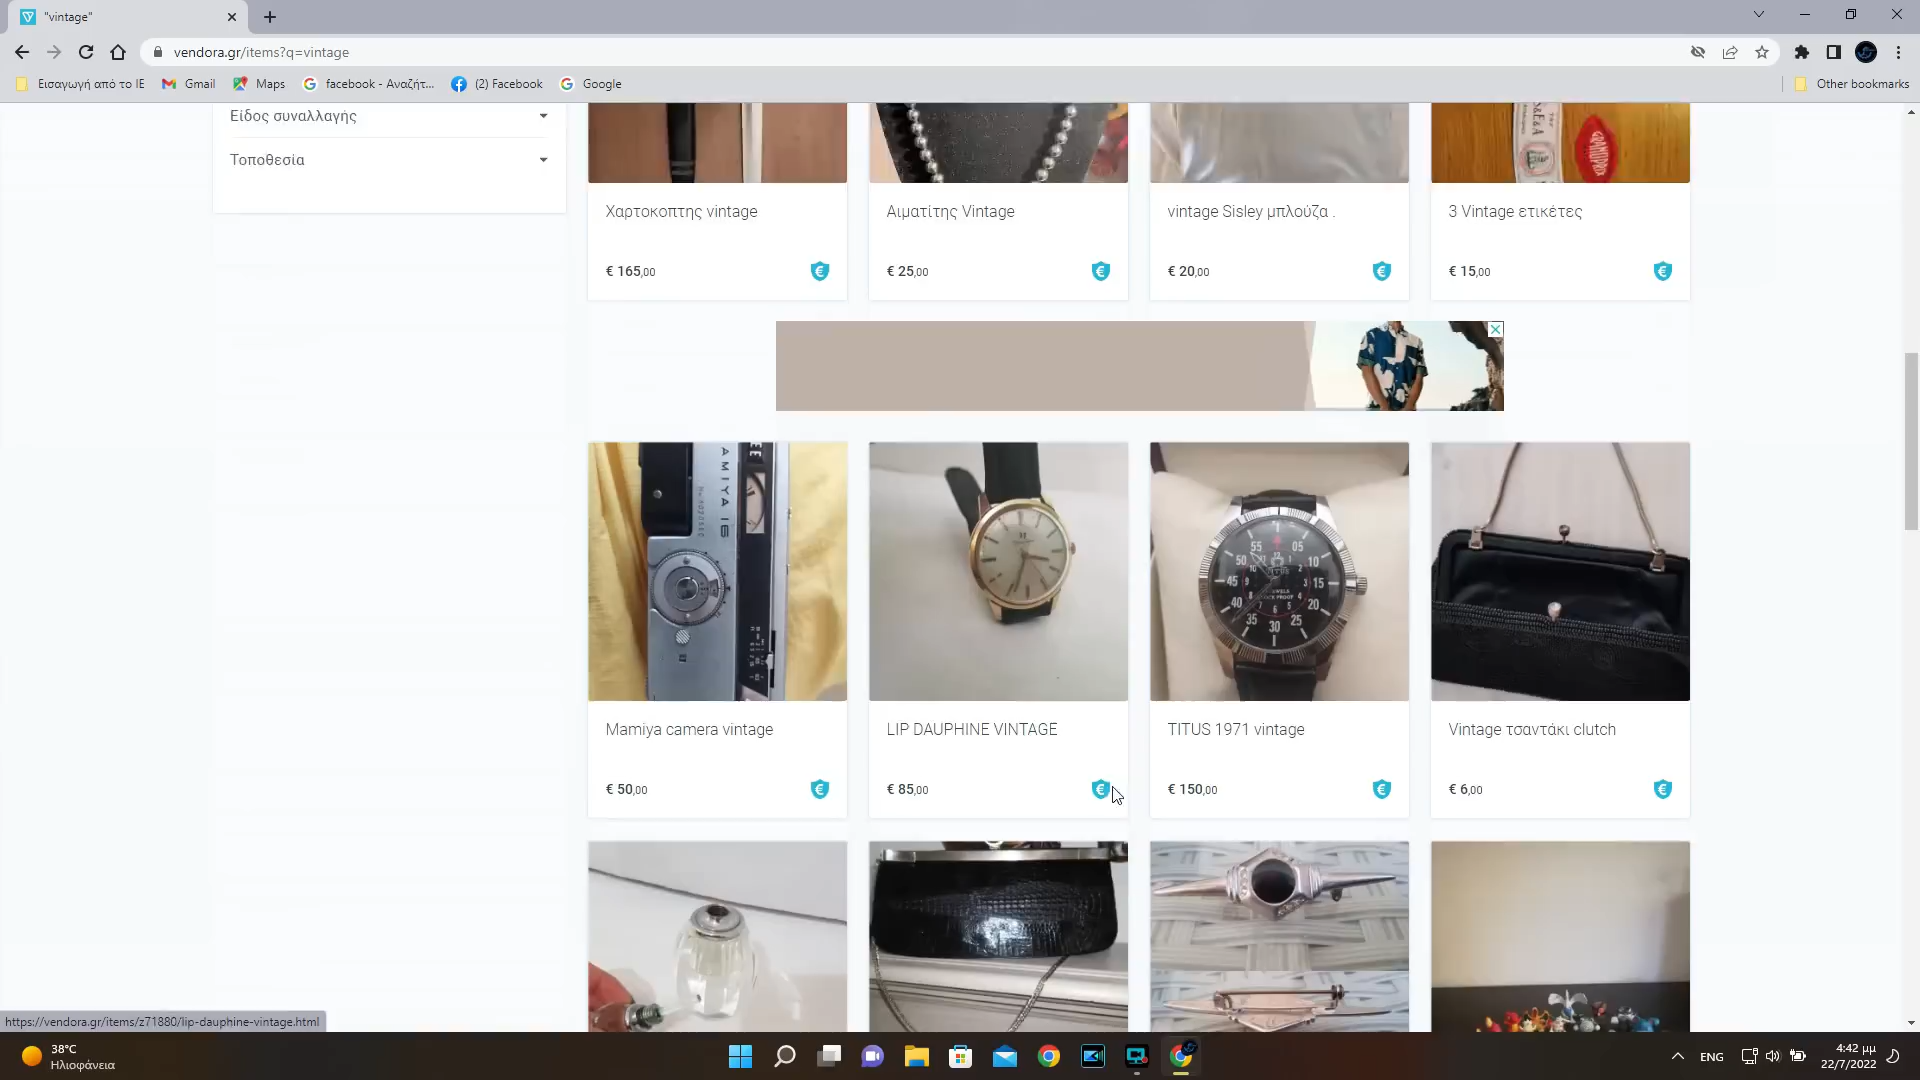 "vintage"
vendora.gr/items?q=vintage
Εισαγωγή από το IE
Gmail
Maps
facebook - Αναζήτ...
(2) Facebook
Google
Other bookmarks
Είδος συναλλαγής
Τοποθεσία
Χαρτοκοπτης vintage
€ 165,00
Αιματίτης Vintage
€ 25,00
vintage Sisley μπλούζα .
€ 20,00
3 Vintage ετικέτες
€ 15,00
Mamiya camera vintage
€ 50,00
LIP DAUPHINE VINTAGE
€ 85,00
TITUS 1971 vintage
€ 150,00
Vintage τσαντάκι clutch
€ 6,00
https://vendora.gr/items/z71880/lip-dauphine-vintage.html
38°C
Ηλιοφάνεια
ENG
4:42 μμ
22/7/2022